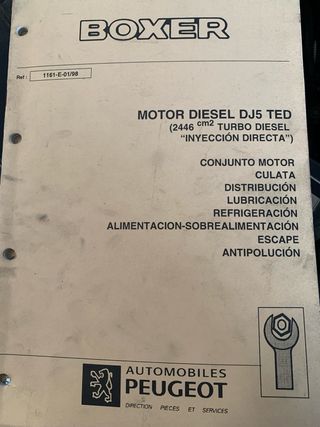 BOXER
Ref : 1161-E-01/98
MOTOR DIESEL DJ5 TED
(2446 cm2 TURBO DIESEL
"INYECCIÓN DIRECTA")
CONJUNTO MOTOR
CULATA
DISTRIBUCIÓN
LUBRICACIÓN
REFRIGERACIÓN
ALIMENTACION-SOBREALIMENTACIÓN
ESCAPE
ANTIPOLUCIÓN
AUTOMOBILES
PEUGEOT
DIRECTION PIECES ET SERVICES